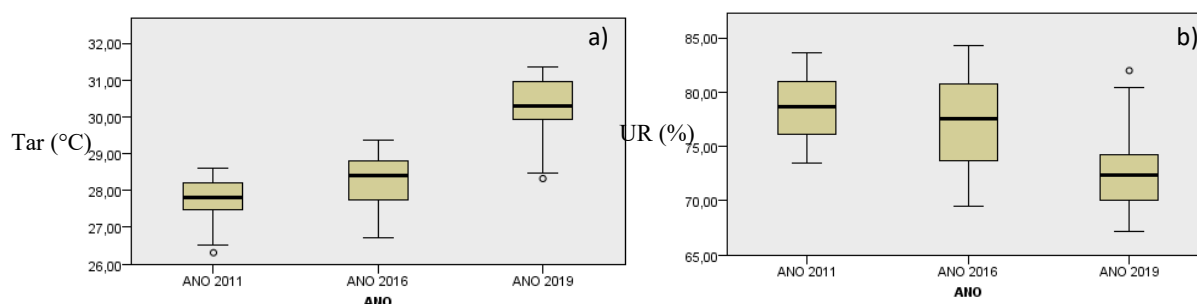 a)
32,00
31,00
30,00
29,00
28,00
27,00
26,00
Tar (°C)
ANO 2011
ANO 2016
ANO 2019
ANO
b)
85,00
80,00
75,00
70,00
65,00
UR (%)
ANO 2011
ANO 2016
ANO 2019
ANO